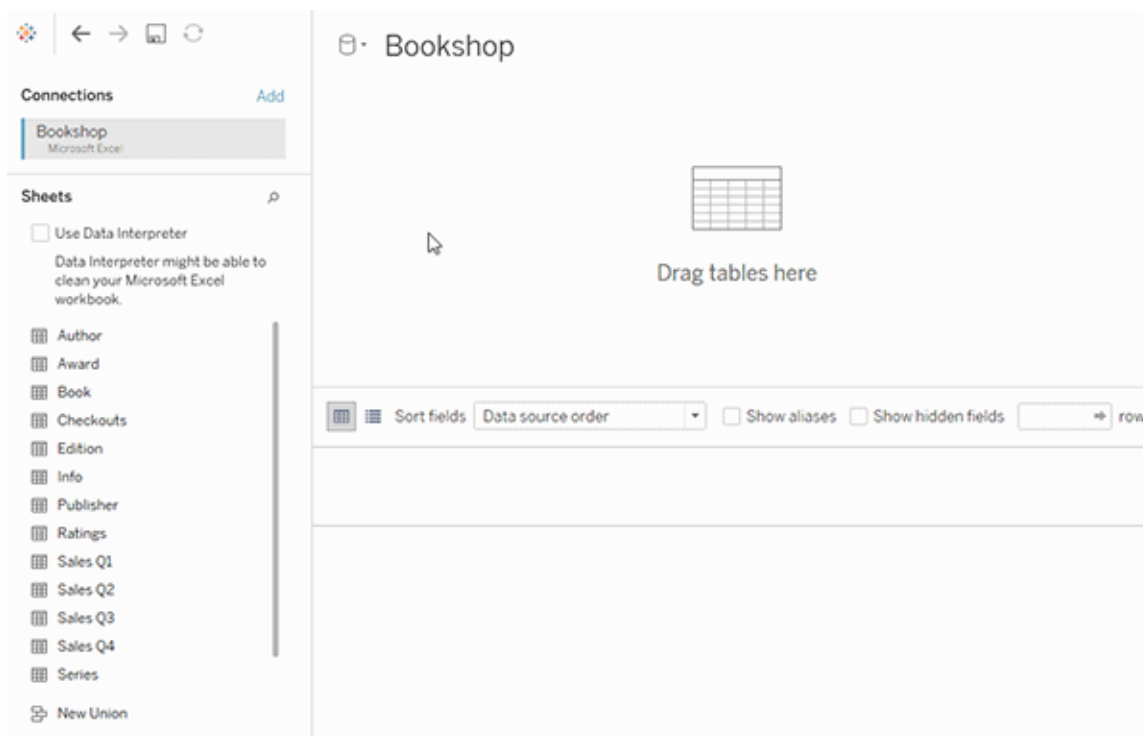 Bookshop
Connections
Add
Bookshop
Microsoft Excel
Sheets
Use Data Interpreter
Data Interpreter might be able to
clean your Microsoft Excel
workbook.
Author
Award
Book
Checkouts
Edition
Info
Publisher
Ratings
Sales Q1
Sales Q2
Sales Q3
Sales Q4
Series
New Union
Drag tables here
Sort fields Data source order Show aliases Show hidden fields row